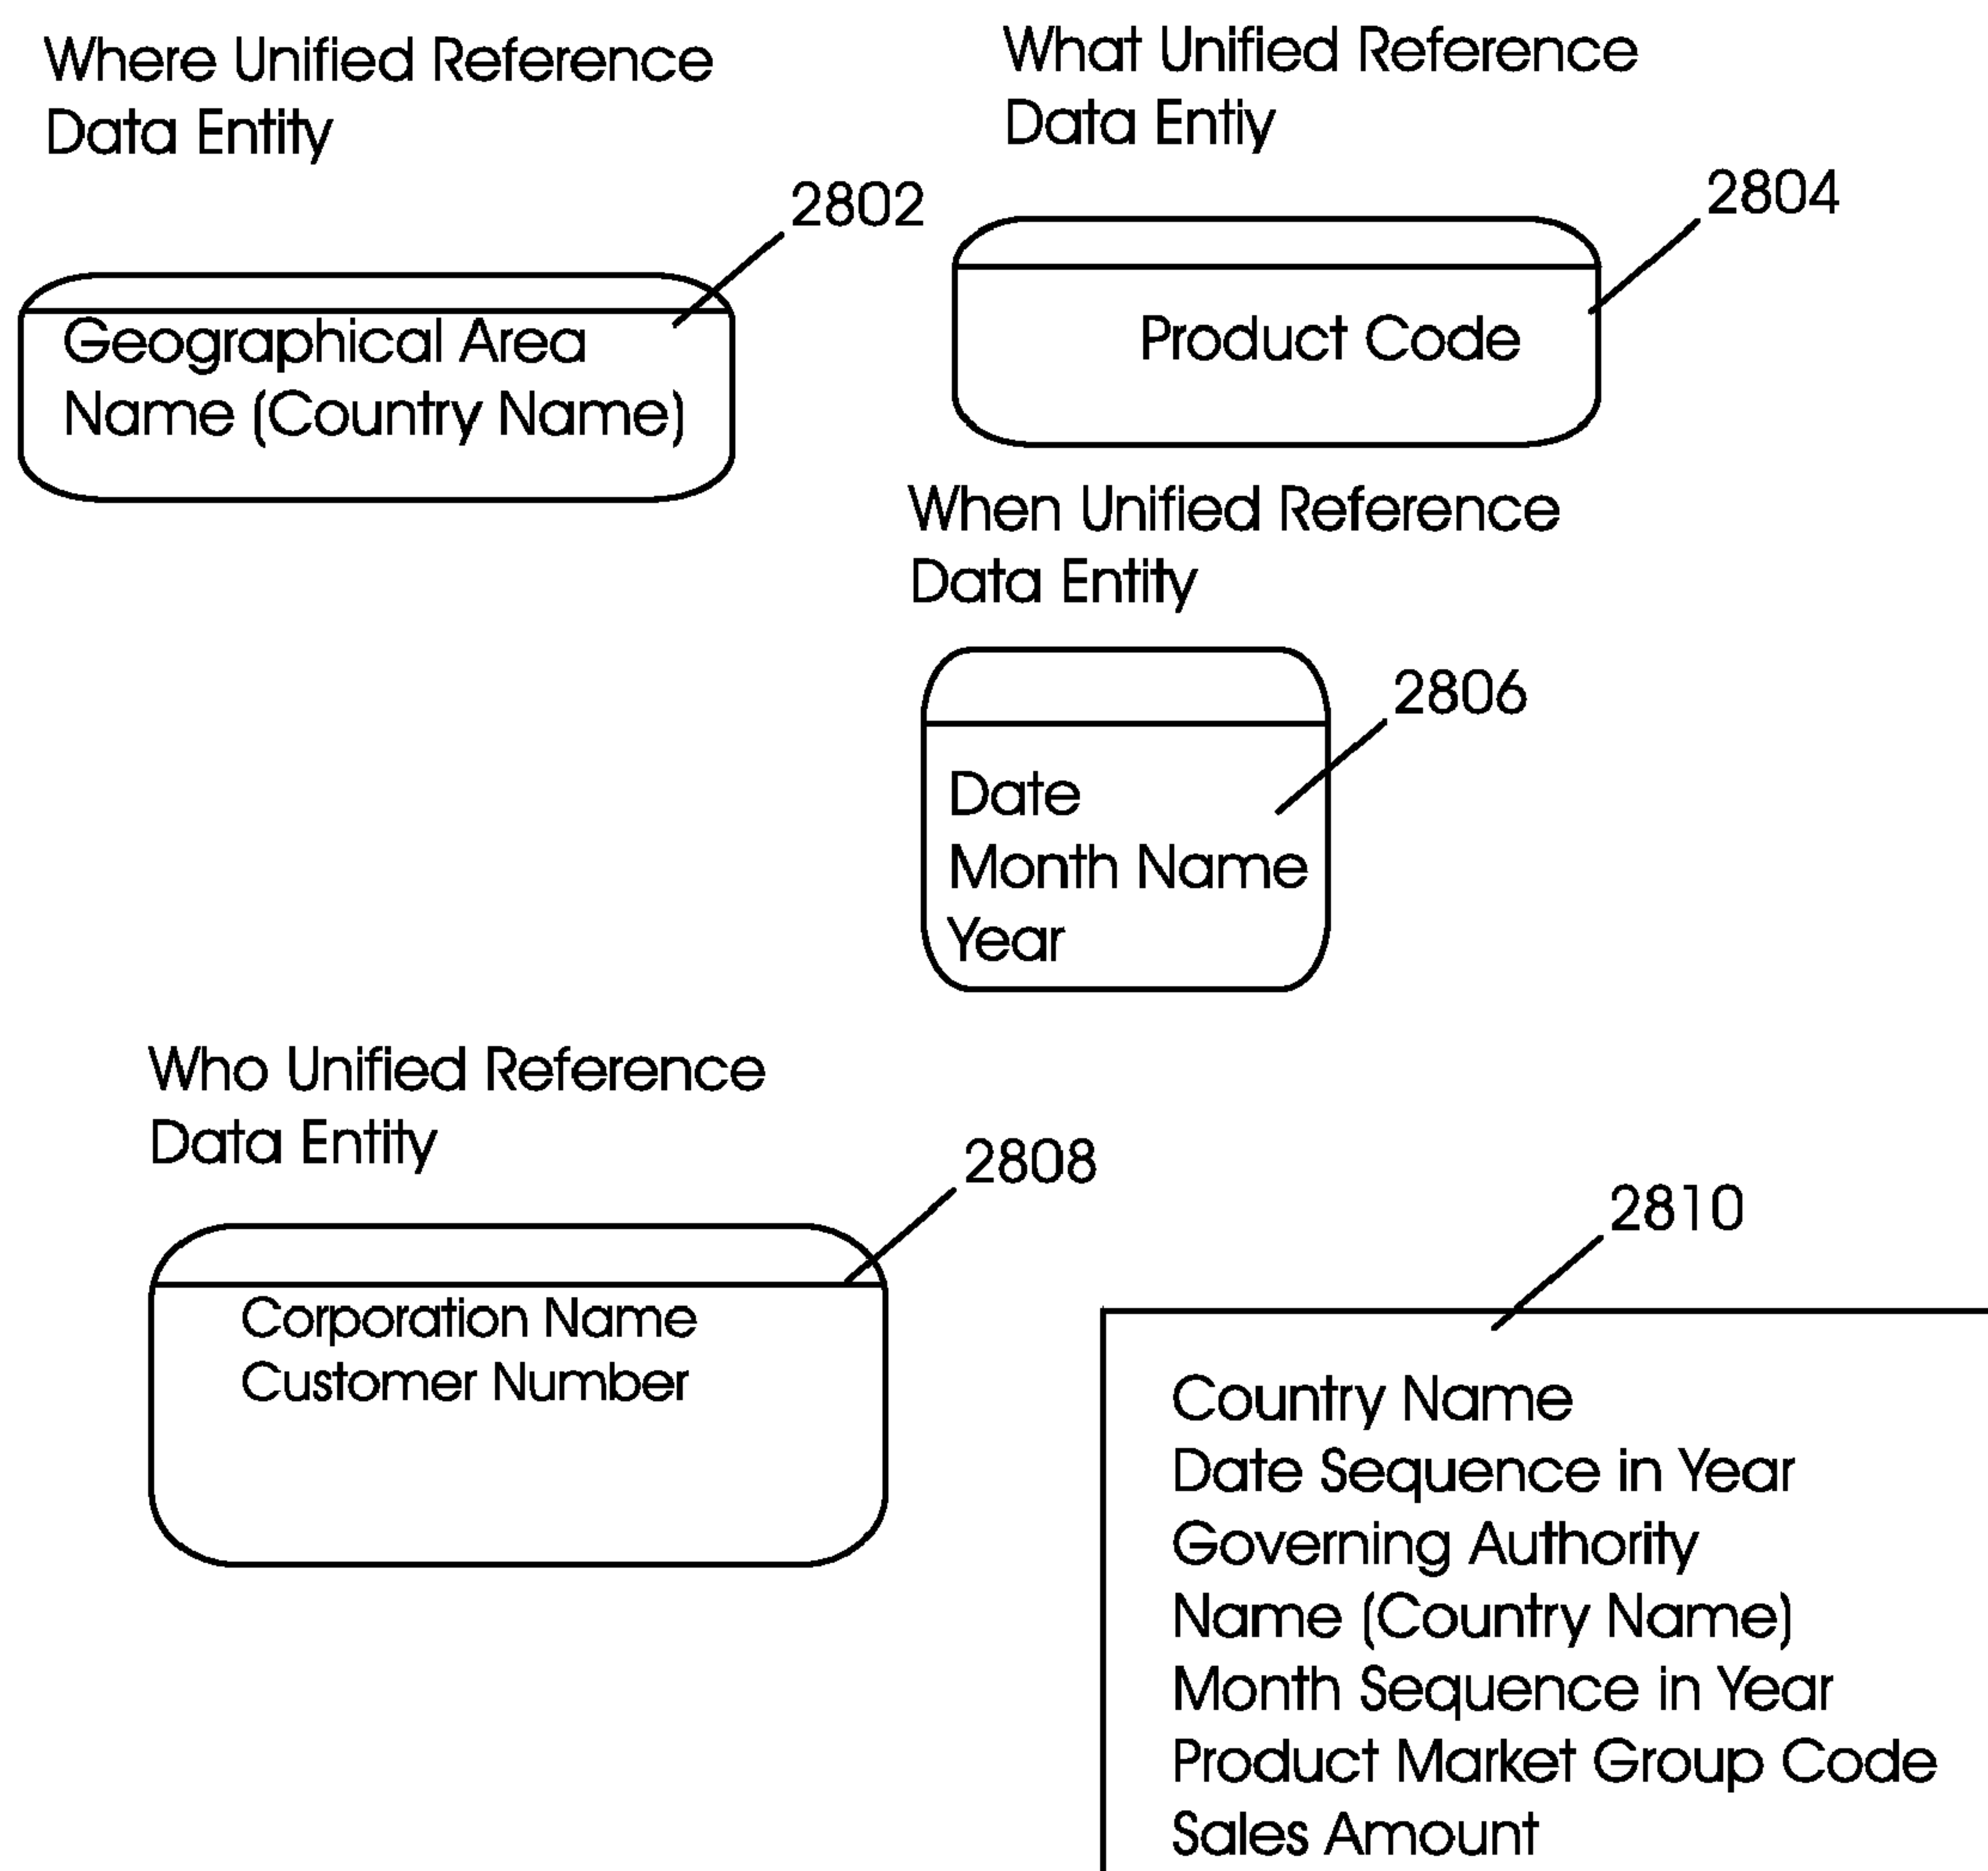 Where Unified Reference
Data Entity
2802
Geographical Area
Name (Country Name)
What Unified Reference
Data Entiy
2804
Product Code
When Unified Reference
Data Entity
2806
Date
Month Name
Year
Who Unified Reference
Data Entity
2808
Corporation Name
Customer Number
2810
Country Name
Date Sequence in Year
Governing Authority
Name (Country Name)
Month Sequence in Year
Product Market Group Code
Sales Amount